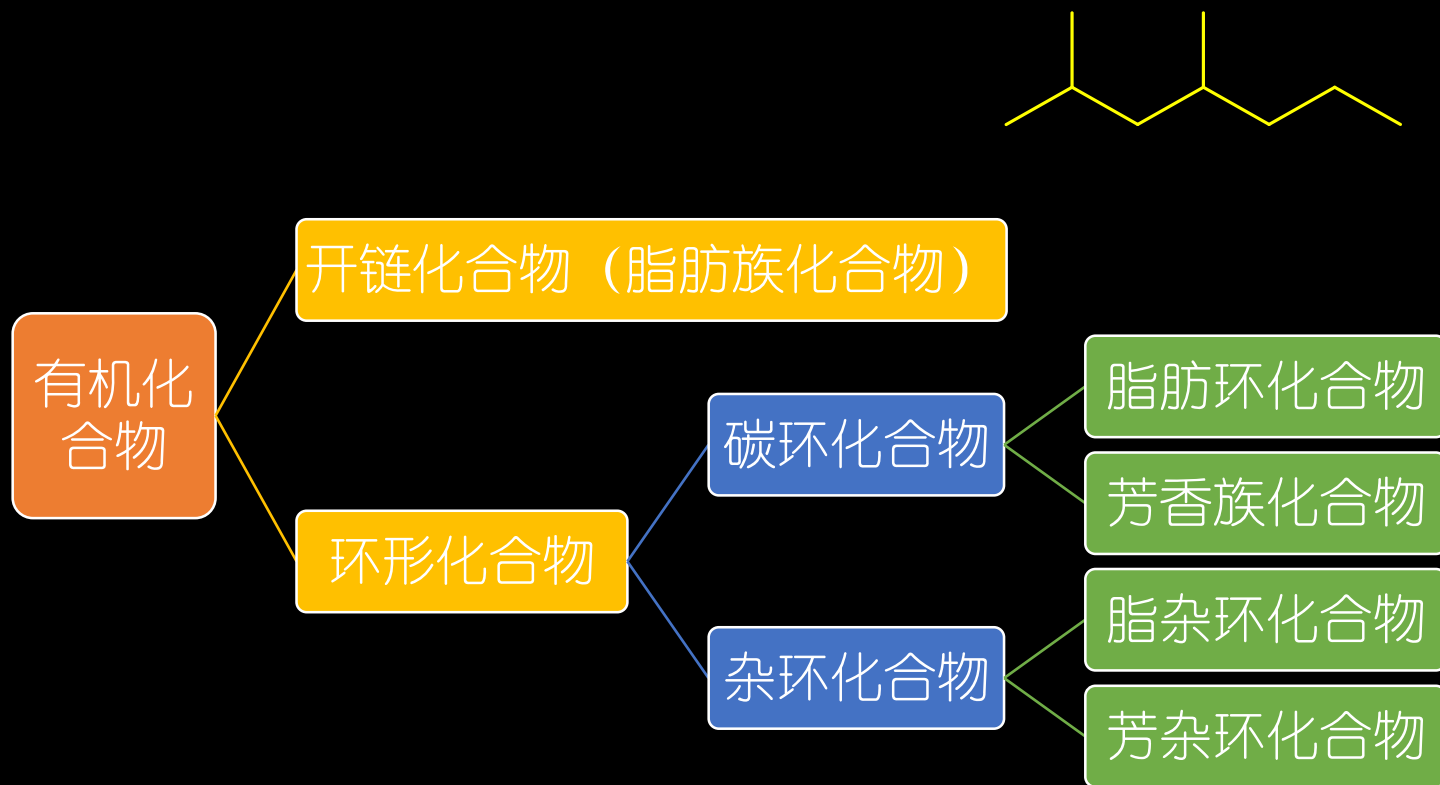 开链化合物（脂肪族化合物）
有机化
合物
脂肪环化合物
碳环化合物
芳香族化合物
环形化合物
脂杂环化合物
杂环化合物
芳杂环化合物